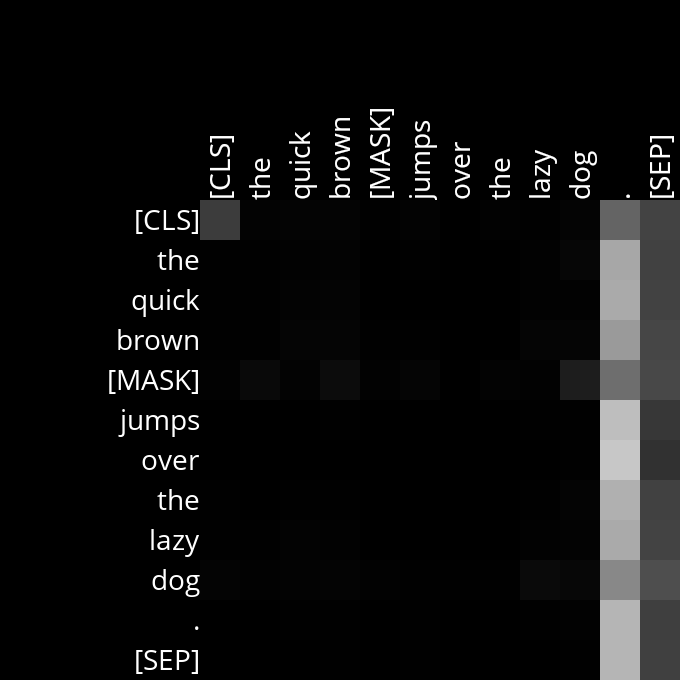 [CLS] the quick brown [MASK] jumps over the lazy dog . [SEP]
[CLS]
the
quick
brown
[MASK]
jumps
over
the
lazy
dog
.
[SEP]